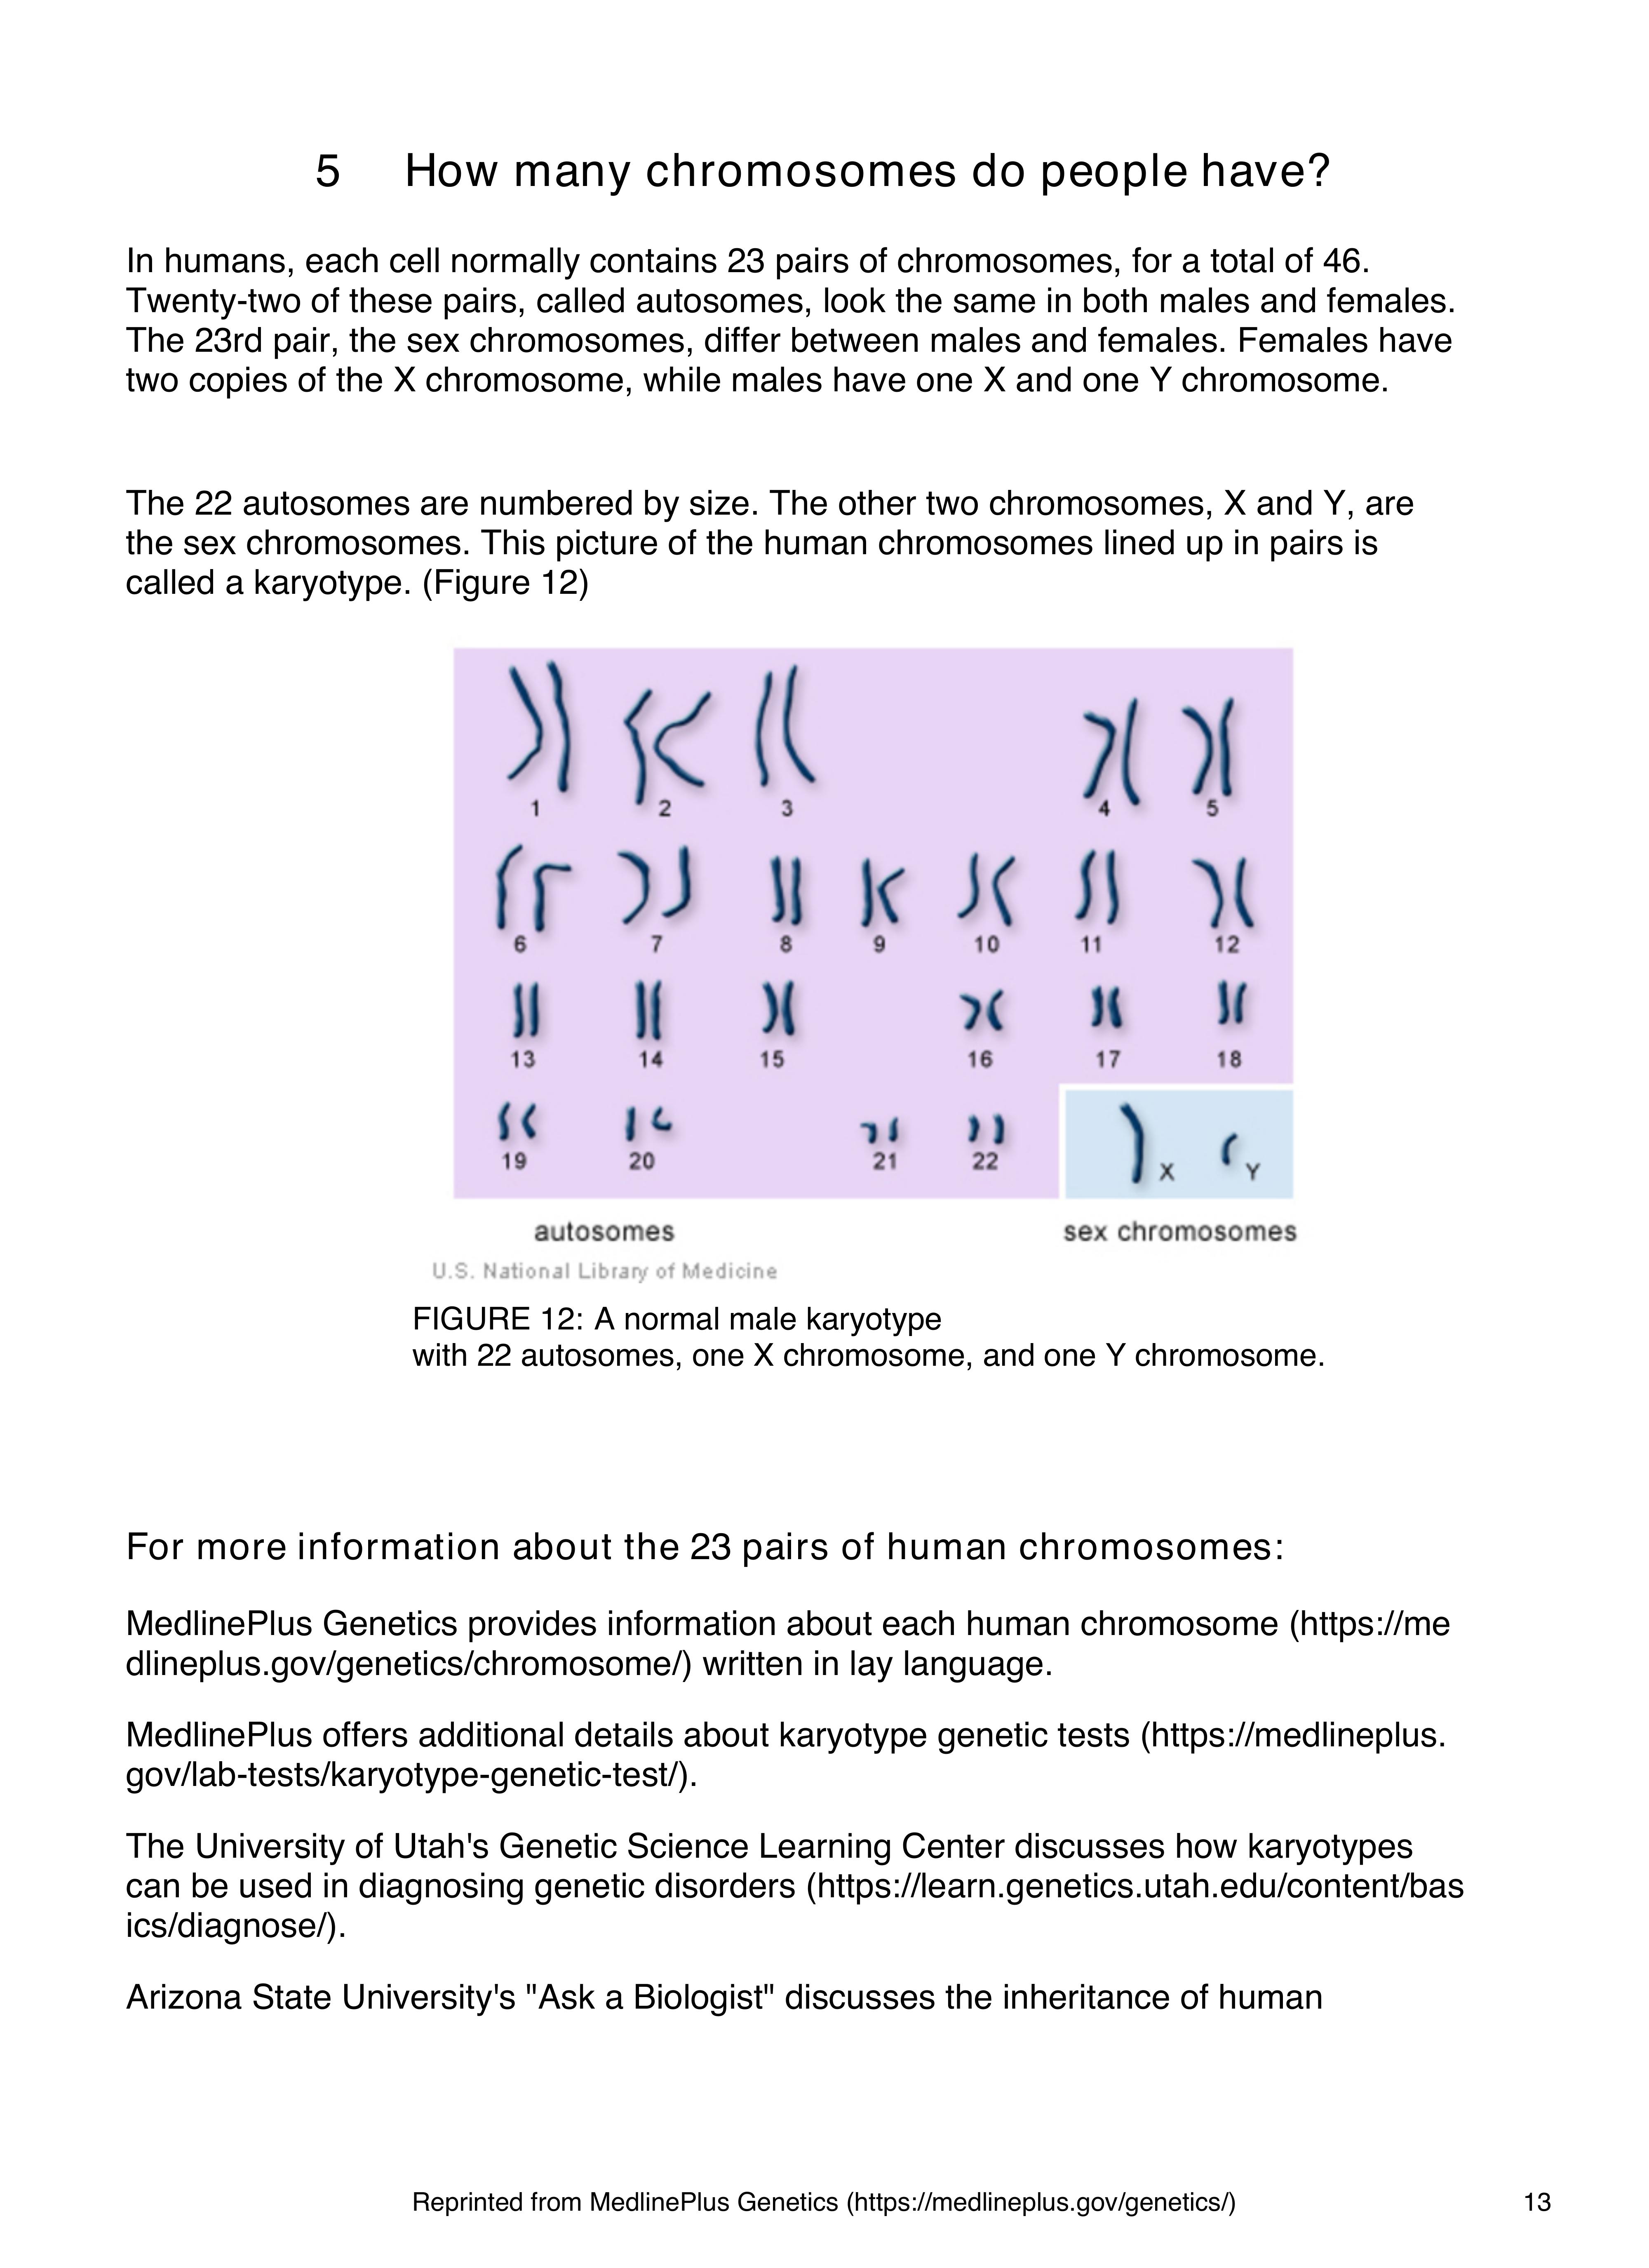 5 How many chromosomes do people have?
In humans, each cell normally contains 23 pairs of chromosomes, for a total of 46.
Twenty-two of these pairs, called autosomes, look the same in both males and females.
The 23rd pair, the sex chromosomes, differ between males and females. Females have
two copies of the X chromosome, while males have one X and one Y chromosome.
The 22 autosomes are numbered by size. The other two chromosomes, X and Y, are
the sex chromosomes. This picture of the human chromosomes lined up in pairs is
called a karyotype. (Figure 12)
1 2 3 4 5
6 7 8 9 10 11 12
13 14 15 16 17 18
19 20 21 22 X Y
autosomes sex chromosomes
U.S. National Library of Medicine
FIGURE 12: A normal male karyotype
with 22 autosomes, one X chromosome, and one Y chromosome.
For more information about the 23 pairs of human chromosomes:
MedlinePlus Genetics provides information about each human chromosome (https://me
dlineplus.gov/genetics/chromosome/) written in lay language.
MedlinePlus offers additional details about karyotype genetic tests (https://medlineplus.
gov/lab-tests/karyotype-genetic-test/).
The University of Utah's Genetic Science Learning Center discusses how karyotypes
can be used in diagnosing genetic disorders (https://learn.genetics.utah.edu/content/bas
ics/diagnose/).
Arizona State University's "Ask a Biologist" discusses the inheritance of human
Reprinted from MedlinePlus Genetics (https://medlineplus.gov/genetics/) 13